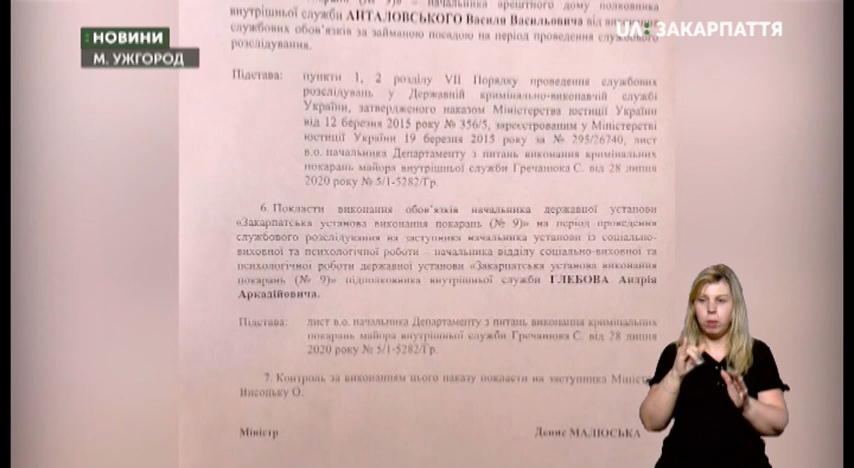 НОВИНИ
М. УЖГОРОД
UA: ЗАКАРПАТТЯ
начальника арештного дому полковника
внутрішньої служби АНТАЛОВСЬКОГО Василя Васильовича від
службових обов'язків за займаною посадою на період проведення службового
розслідування.
Підстава: пункти 1, 2 розділу VII Порядку проведення службових
розслідувань у Державній кримінально-виконавчій службі
України, затвердженого наказом Міністерства юстиції України
від 12 березня 2015 року № 356/5, зареєстрованим у Міністерстві
юстиції України 19 березня 2015 року за № 295/26740, лист
в.о. начальника Департаменту з питань виконання кримінальних
покарань майора внутрішньої служби Гречанюка С. від 28 липня
2020 року № 5/1-5282/Гр.
6. Покласти виконання обов'язків начальника державної установи
«Закарпатська установа виконання покарань (№ 9)» на період проведення
службового розслідування на заступника начальника установи із соціально-
виховної та психологічної роботи – начальника відділу соціально-виховної та
психологічної роботи державної установи «Закарпатська установа виконання
покарань (№ 9)» підполковника внутрішньої служби ГЛЕБОВА Андрія
Аркадійовича.
Підстава: лист в.о. начальника Департаменту з питань виконання кримінальних
покарань майора внутрішньої служби Гречанюка С. від 28 липня
2020 року № 5/1-5282/Гр.
7. Контроль за виконанням цього наказу покласти на заступника
Висоцьку О.
Міністр Денис МАЛЮСЬКА